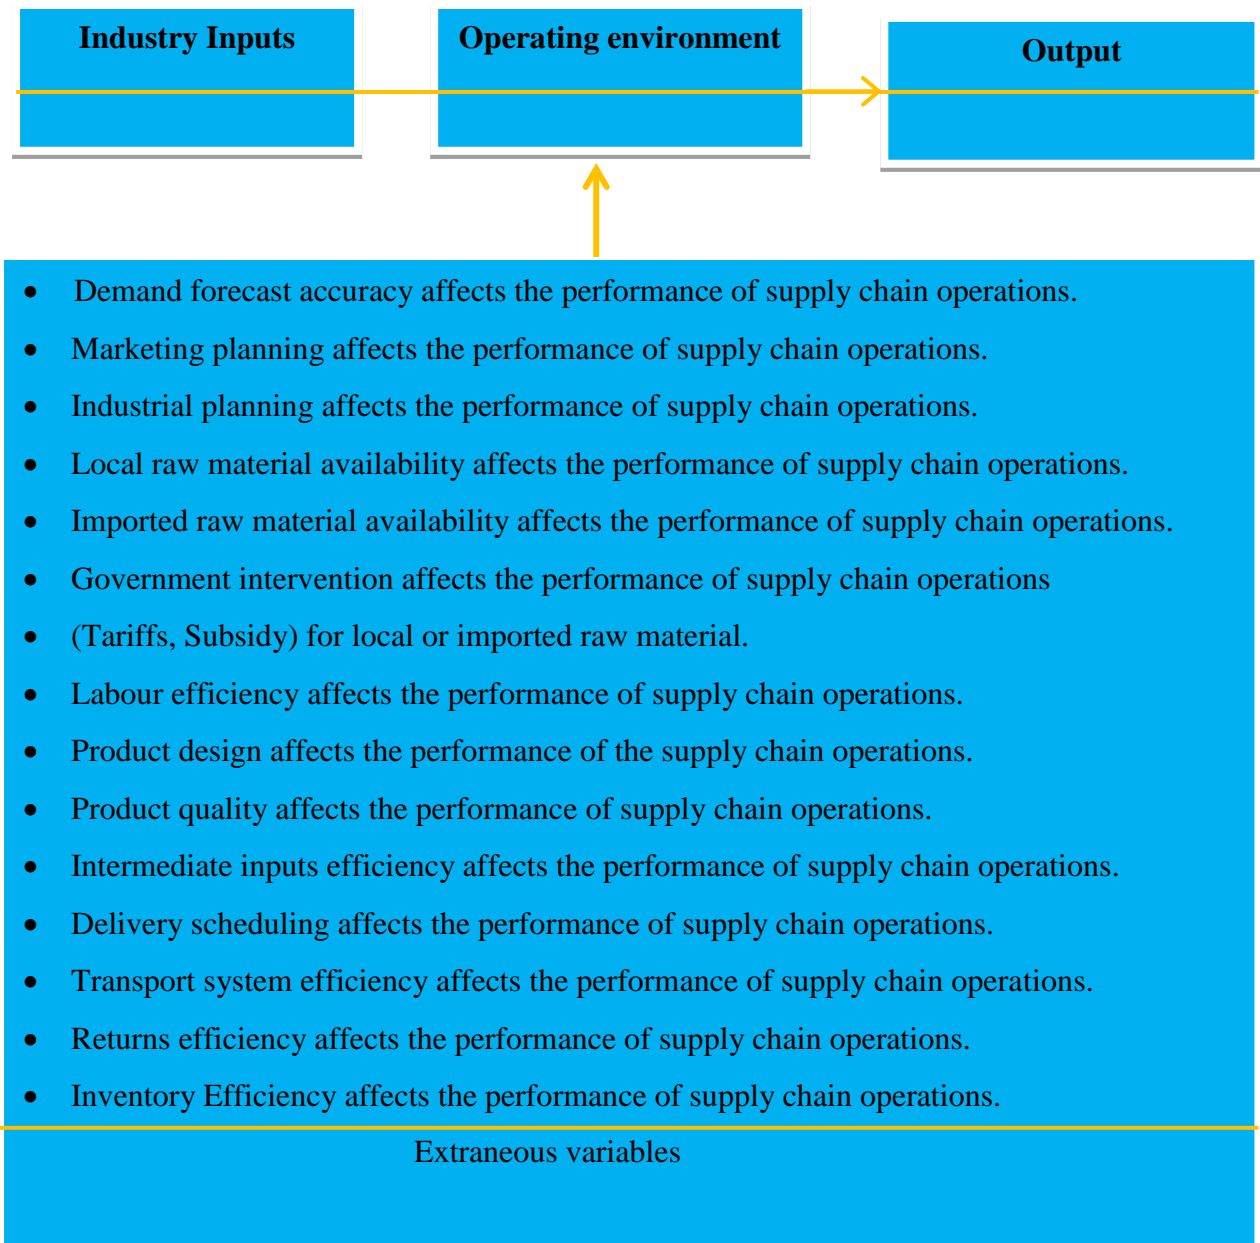 Industry Inputs
Operating environment
Output
• Demand forecast accuracy affects the performance of supply chain operations.
• Marketing planning affects the performance of supply chain operations.
• Industrial planning affects the performance of supply chain operations.
• Local raw material availability affects the performance of supply chain operations.
• Imported raw material availability affects the performance of supply chain operations.
• Government intervention affects the performance of supply chain operations
• (Tariffs, Subsidy) for local or imported raw material.
• Labour efficiency affects the performance of supply chain operations.
• Product design affects the performance of the supply chain operations.
• Product quality affects the performance of supply chain operations.
• Intermediate inputs efficiency affects the performance of supply chain operations.
• Delivery scheduling affects the performance of supply chain operations.
• Transport system efficiency affects the performance of supply chain operations.
• Returns efficiency affects the performance of supply chain operations.
• Inventory Efficiency affects the performance of supply chain operations.
Extraneous variables